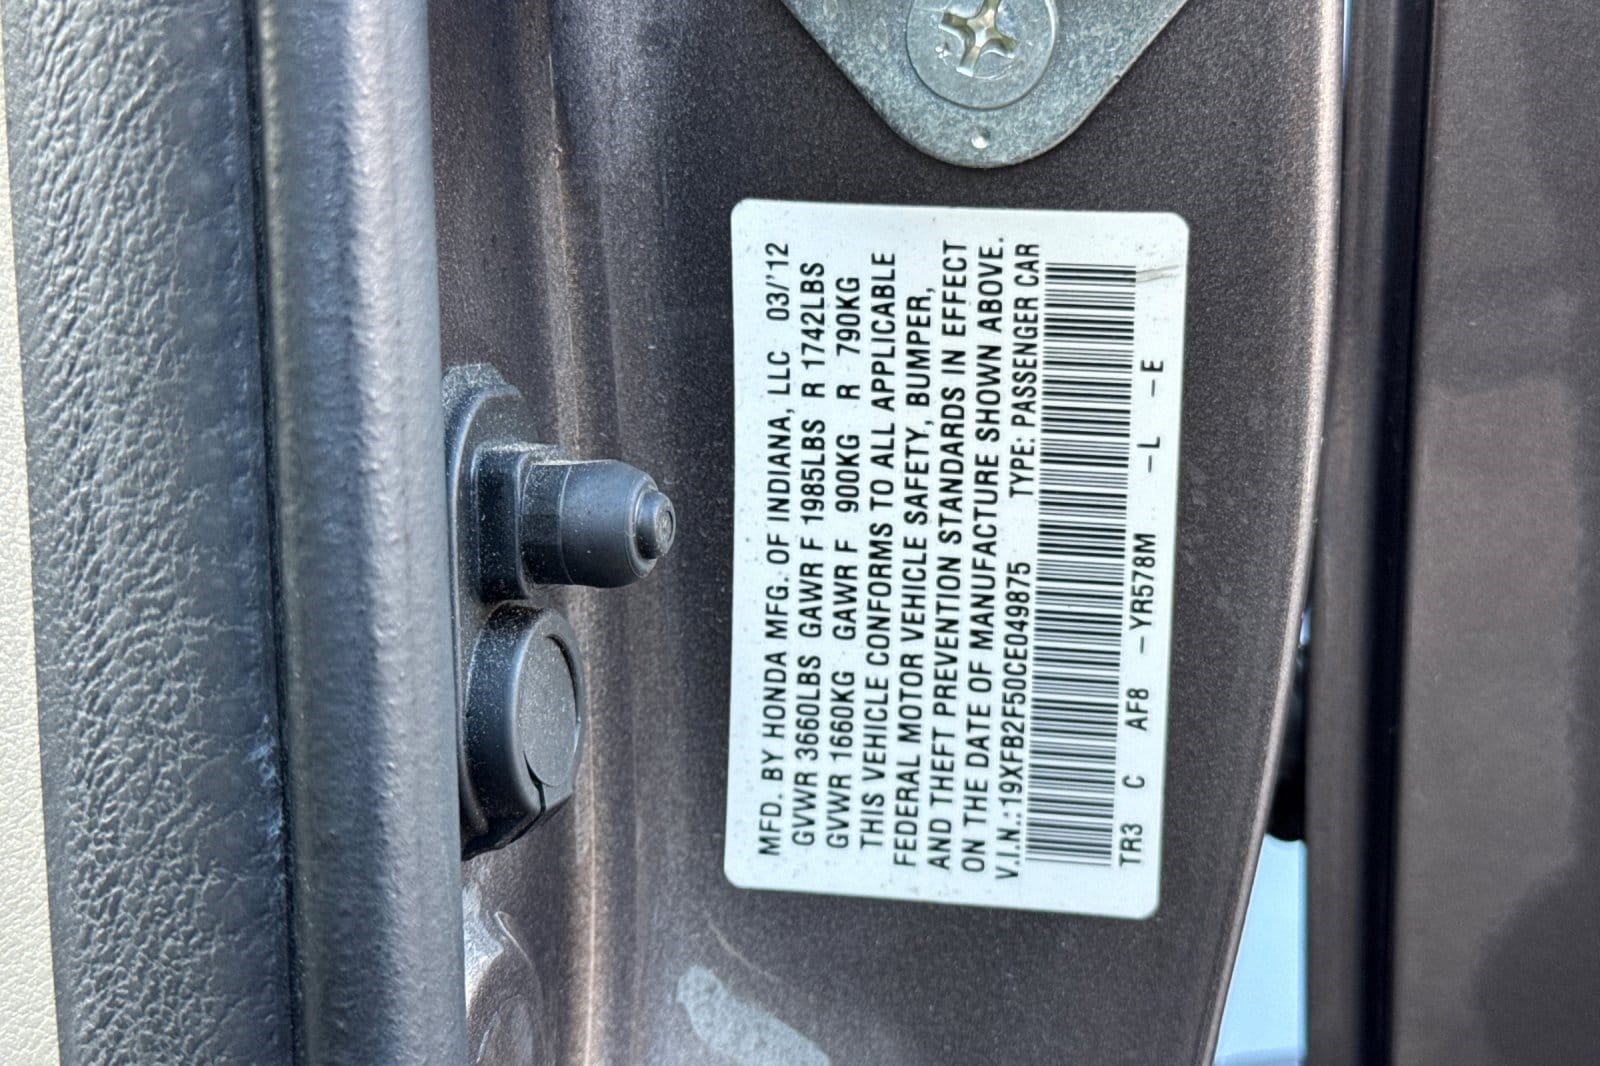 MFD. BY HONDA MFG. OF INDIANA, LLC 03/'12
GVWR 3660LBS GAWR F 1985LBS R 1742LBS
GVWR 1660KG GAWR F 900KG R 790KG
THIS VEHICLE CONFORMS TO ALL APPLICABLE
FEDERAL MOTOR VEHICLE SAFETY, BUMPER,
AND THEFT PREVENTION STANDARDS IN EFFECT
ON THE DATE OF MANUFACTURE SHOWN ABOVE.
V.I.N.: 19XFB2F50CE049875 TYPE: PASSENGER CAR
TR3 C AF8 -YR578M -L -E